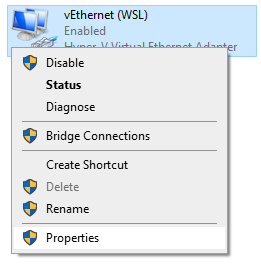 vEthernet (WSL)
Enabled
Hyper-V Virtual Ethernet Adapter
Disable
Status
Diagnose
Bridge Connections
Create Shortcut
Delete
Rename
Properties